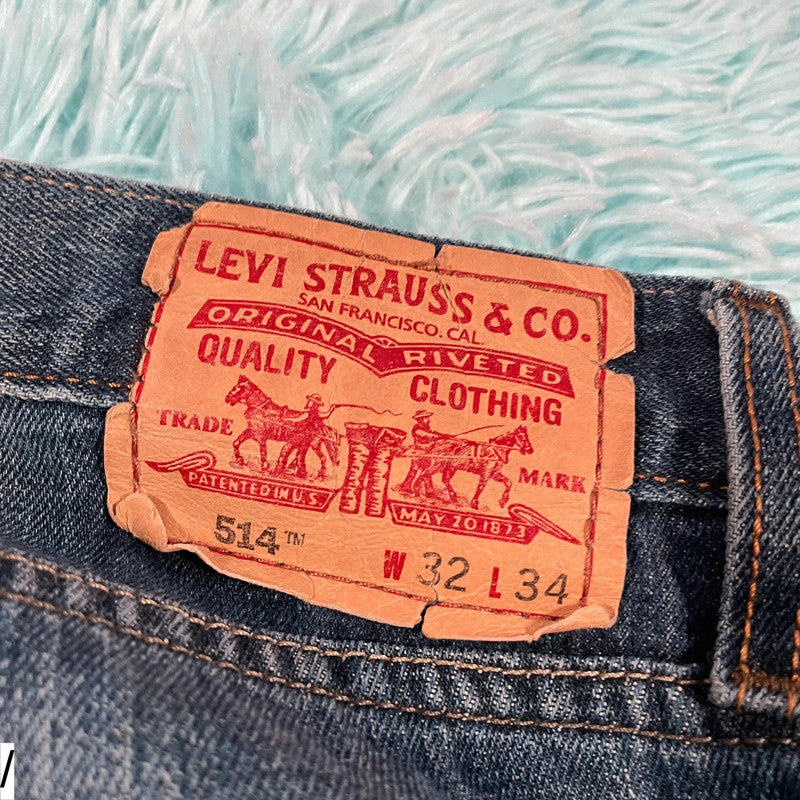 LEVI STRAUSS & CO.
SAN FRANCISCO. CAL.
ORIGINAL RIVETED
QUALITY CLOTHING
TRADE MARK
PATENTED IN U.S.
MAY 20 1873
514™ W 32 L 34
/